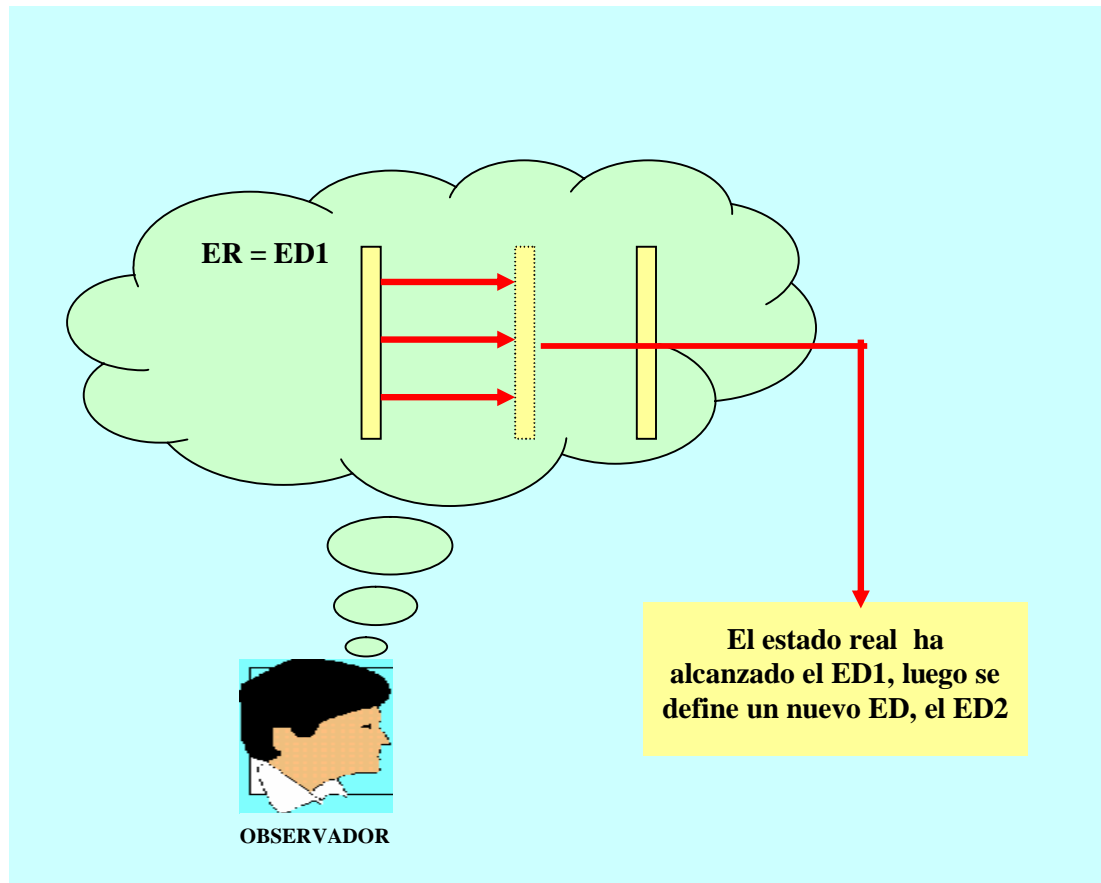 ER = ED1
El estado real ha
alcanzado el ED1, luego se
define un nuevo ED, el ED2
OBSERVADOR